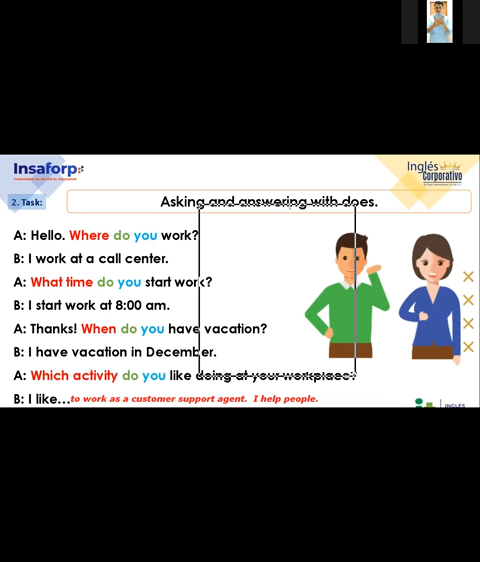 Insaforp
Inglés
Corporativo
2. Task:
Asking and answering with does.
A: Hello. Where do you work?
B: I work at a call center.
A: What time do you start work?
B: I start work at 8:00 am.
A: Thanks! When do you have vacation?
B: I have vacation in December.
A: Which activity do you like doing at your workplace?
B: I like...to work as a customer support agent. I help people.
INGLÉS